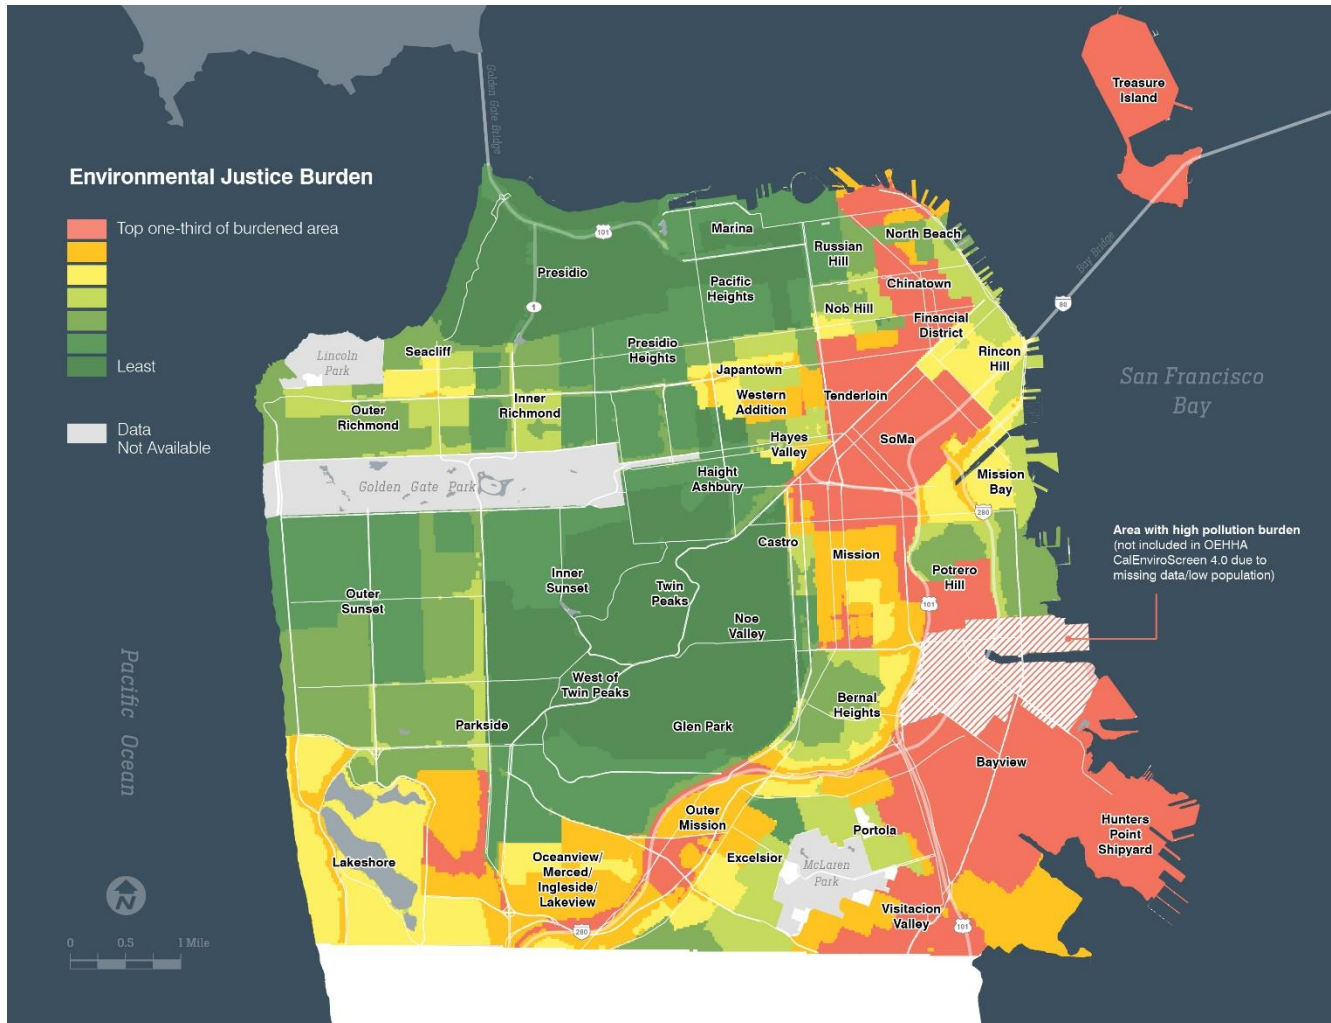 Environmental Justice Burden
Top one-third of burdened area
Least
Data
Not Available
Golden Gate Bridge
Treasure
Island
Bay Bridge
80
San Francisco
Bay
Pacific Ocean
101
1
Marina
North Beach
Russian
Hill
Presidio
Pacific
Heights
Chinatown
Nob Hill
Financial
District
Lincoln
Park
Seacliff
Presidio
Heights
Rincon
Hill
Japantown
Western
Addition
Tenderloin
Inner
Richmond
Outer
Richmond
SoMa
Hayes
Valley
Golden Gate Park
Haight
Ashbury
Mission
Bay
280
Castro
Mission
Area with high pollution burden
(not included in OEHHA
CalEnviroScreen 4.0 due to
missing data/low population)
Inner
Sunset
Twin
Peaks
Potrero
Hill
Outer
Sunset
101
Noe
Valley
West of
Twin Peaks
Bernal
Heights
Parkside
Glen Park
Bayview
Outer
Mission
Portola
Hunters
Point
Shipyard
Lakeshore
Oceanview/
Merced/
Ingleside/
Lakeview
Excelsior
McLaren
Park
Visitacion
Valley
280
101
N
0 0.5 1 Mile